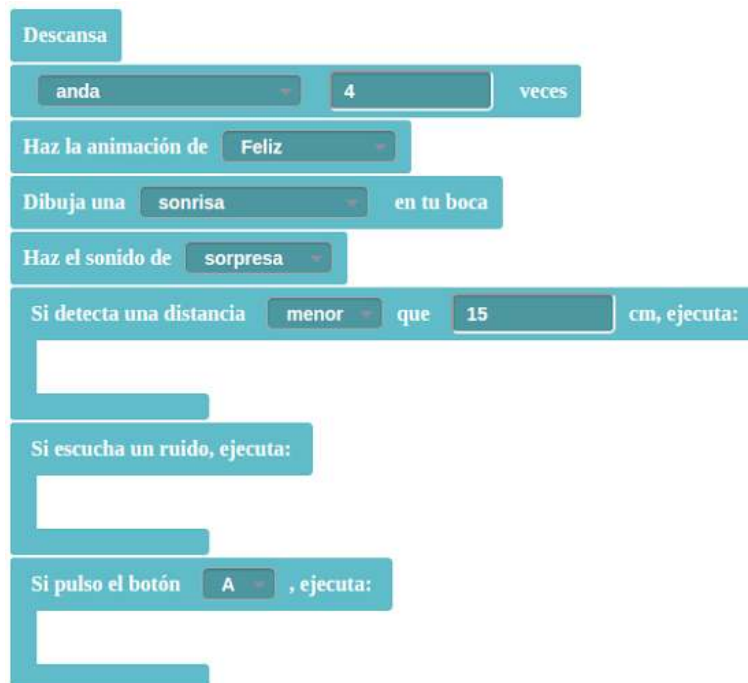 Descansa
anda 4 veces
Haz la animación de Feliz
Dibuja una sonrisa en tu boca
Haz el sonido de sorpresa
Si detecta una distancia menor que 15 cm, ejecuta:
Si escucha un ruido, ejecuta:
Si pulso el botón A , ejecuta: